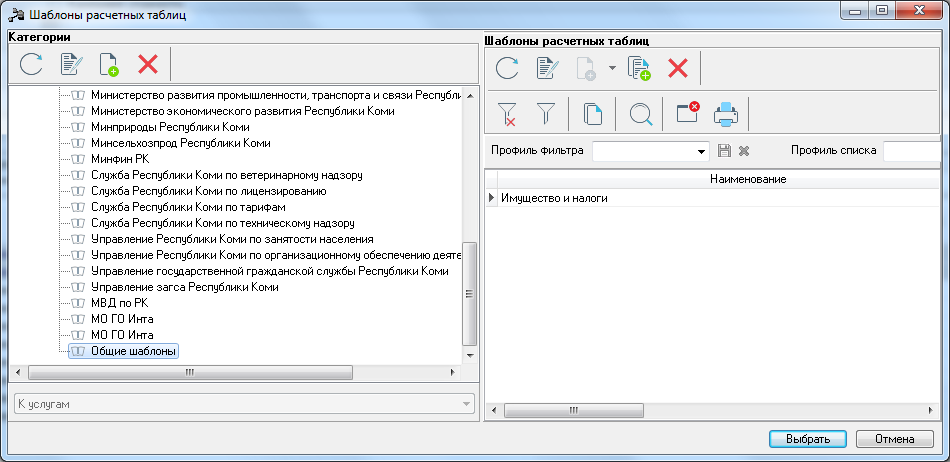 Шаблоны расчетных таблиц
Категории
Министерство развития промышленности, транспорта и связи Республи
Министерство экономического развития Республики Коми
Минприроды Республики Коми
Минсельхозпрод Республики Коми
Минфин РК
Служба Республики Коми по ветеринарному надзору
Служба Республики Коми по лицензированию
Служба Республики Коми по тарифам
Служба Республики Коми по техническому надзору
Управление Республики Коми по занятости населения
Управление Республики Коми по организационному обеспечению деяте
Управление государственной гражданской службы Республики Коми
Управление загса Республики Коми
МВД по РК
МО ГО Инта
МО ГО Инта
Общие шаблоны
К услугам
Шаблоны расчетных таблиц
Профиль фильтра
Профиль списка
Наименование
Имущество и налоги
Выбрать
Отмена